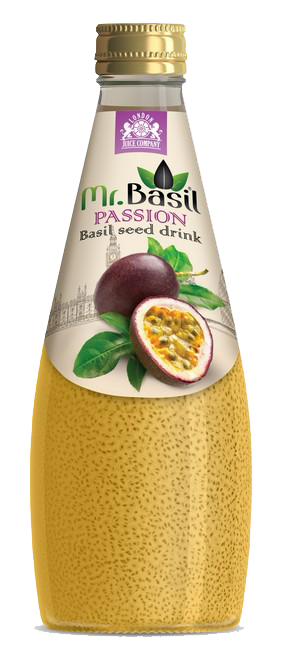 LONDON
JUICE COMPANY
Mr.Basil
PASSION
Basil seed drink